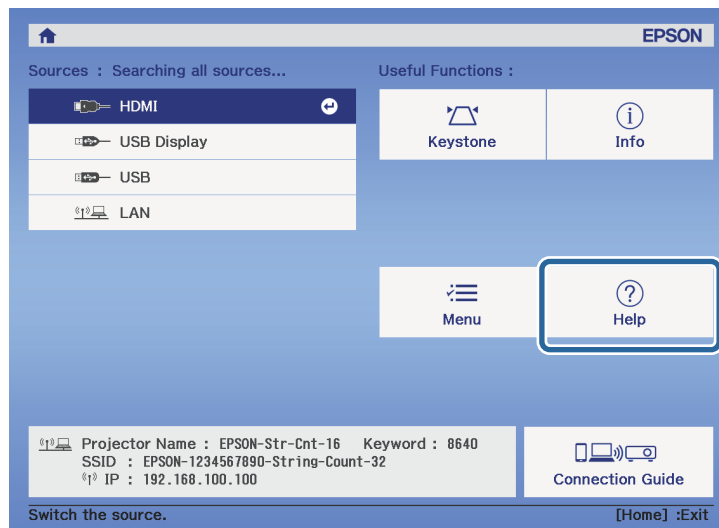 EPSON
Sources : Searching all sources...
HDMI
USB Display
USB
LAN
Useful Functions :
Keystone
Info
Menu
Help
Projector Name : EPSON-Str-Cnt-16 Keyword : 8640
SSID : EPSON-1234567890-String-Count-32
IP : 192.168.100.100
Connection Guide
Switch the source.
[Home] :Exit